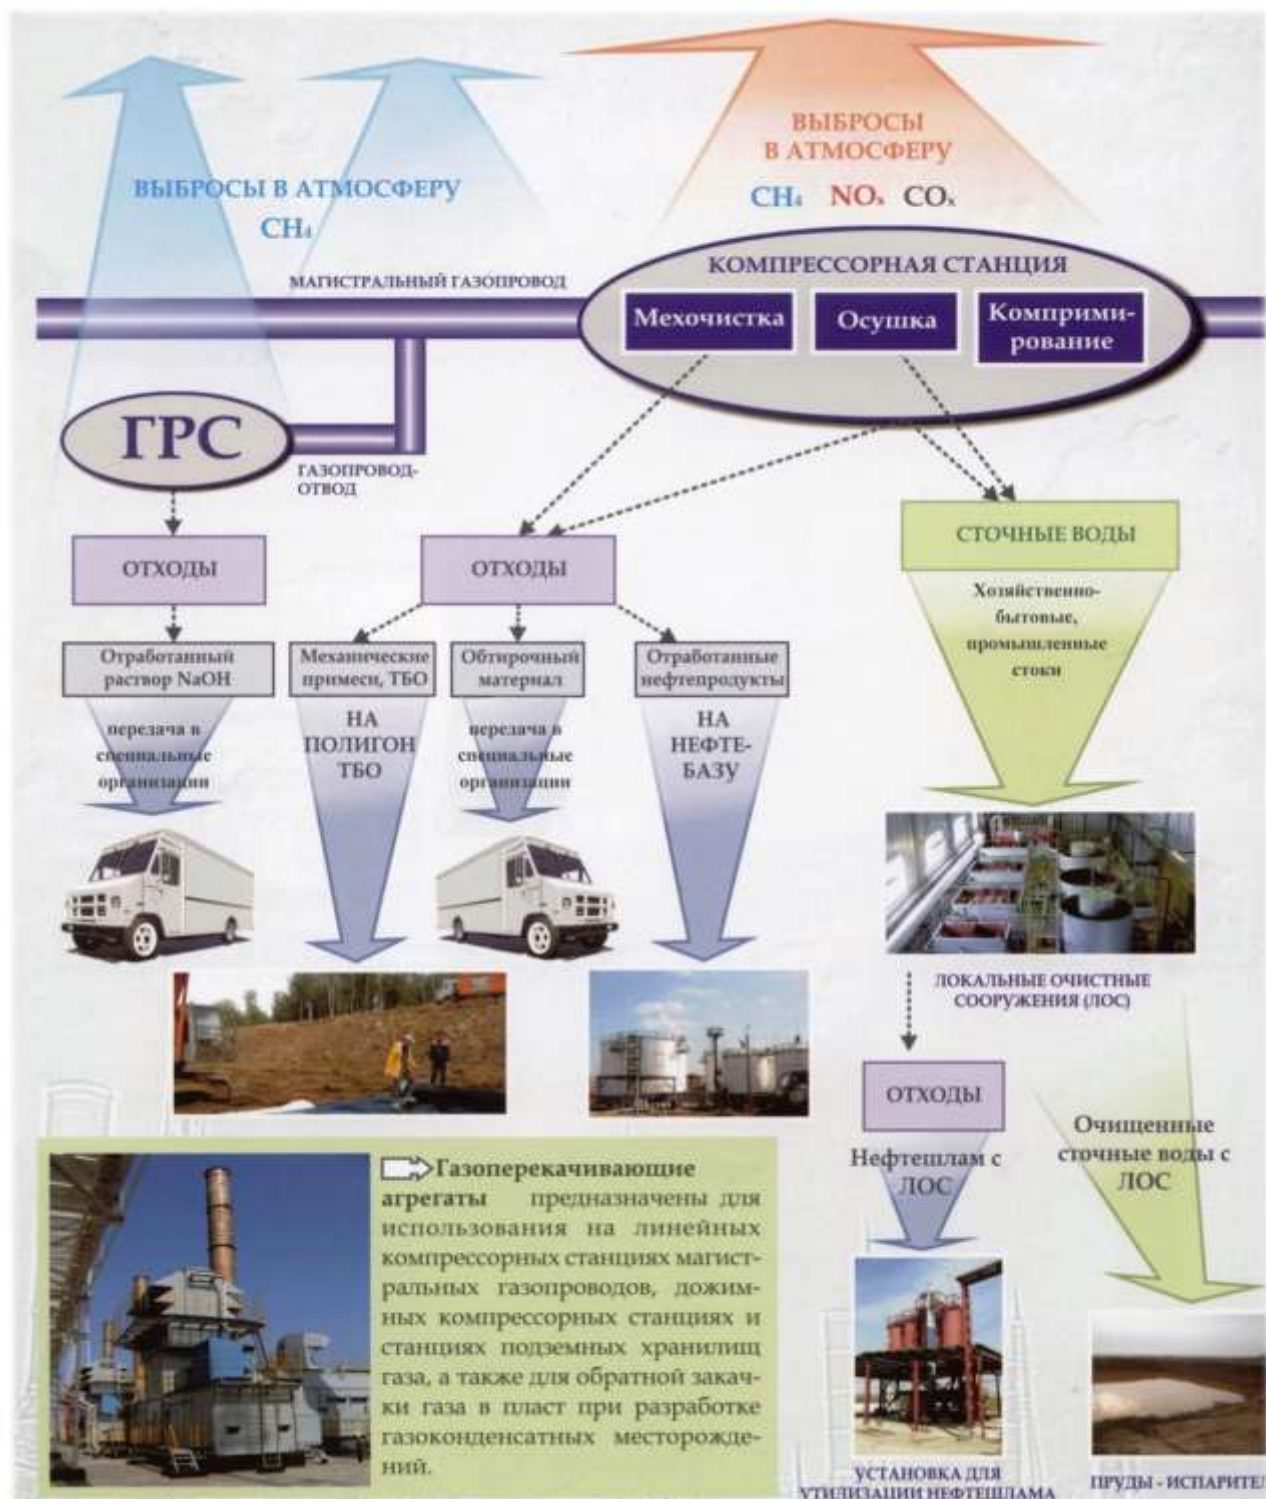 ВЫБРОСЫ В АТМОСФЕРУ
CH₄
ВЫБРОСЫ
В АТМОСФЕРУ
CH₄ NOₓ COₓ
МАГИСТРАЛЬНЫЙ ГАЗОПРОВОД
КОМПРЕССОРНАЯ СТАНЦИЯ
Мехочистка
Осушка
Комприми-
рование
ГРС
ГАЗОПРОВОД-
ОТВОД
ОТХОДЫ
ОТХОДЫ
СТОЧНЫЕ ВОДЫ
Хозяйственно-
бытовые,
промышленные
стоки
Отработанный
раствор NaOH
Механические
примеси, ТБО
Обтирочный
материал
Отработанные
нефтепродукты
передача в
специальные
организации
НА
ПОЛИГОН
ТБО
передача в
специальные
организации
НА
НЕФТЕ-
БАЗУ
ЛОКАЛЬНЫЕ ОЧИСТНЫЕ
СООРУЖЕНИЯ (ЛОС)
ОТХОДЫ
Нефтешлам с
ЛОС
Очищенные
сточные воды с
ЛОС
Газоперекачивающие
агрегаты предназначены для
использования на линейных
компрессорных станциях магист-
ральных газопроводов, дожим-
ных компрессорных станциях и
станциях подземных хранилищ
газа, а также для обратной закач-
ки газа в пласт при разработке
газоконденсатных месторожде-
ний.
УСТАНОВКА ДЛЯ
УТИЛИЗАЦИИ НЕФТЕШЛАМА
ПРУДЫ - ИСПАРИТЕЛ